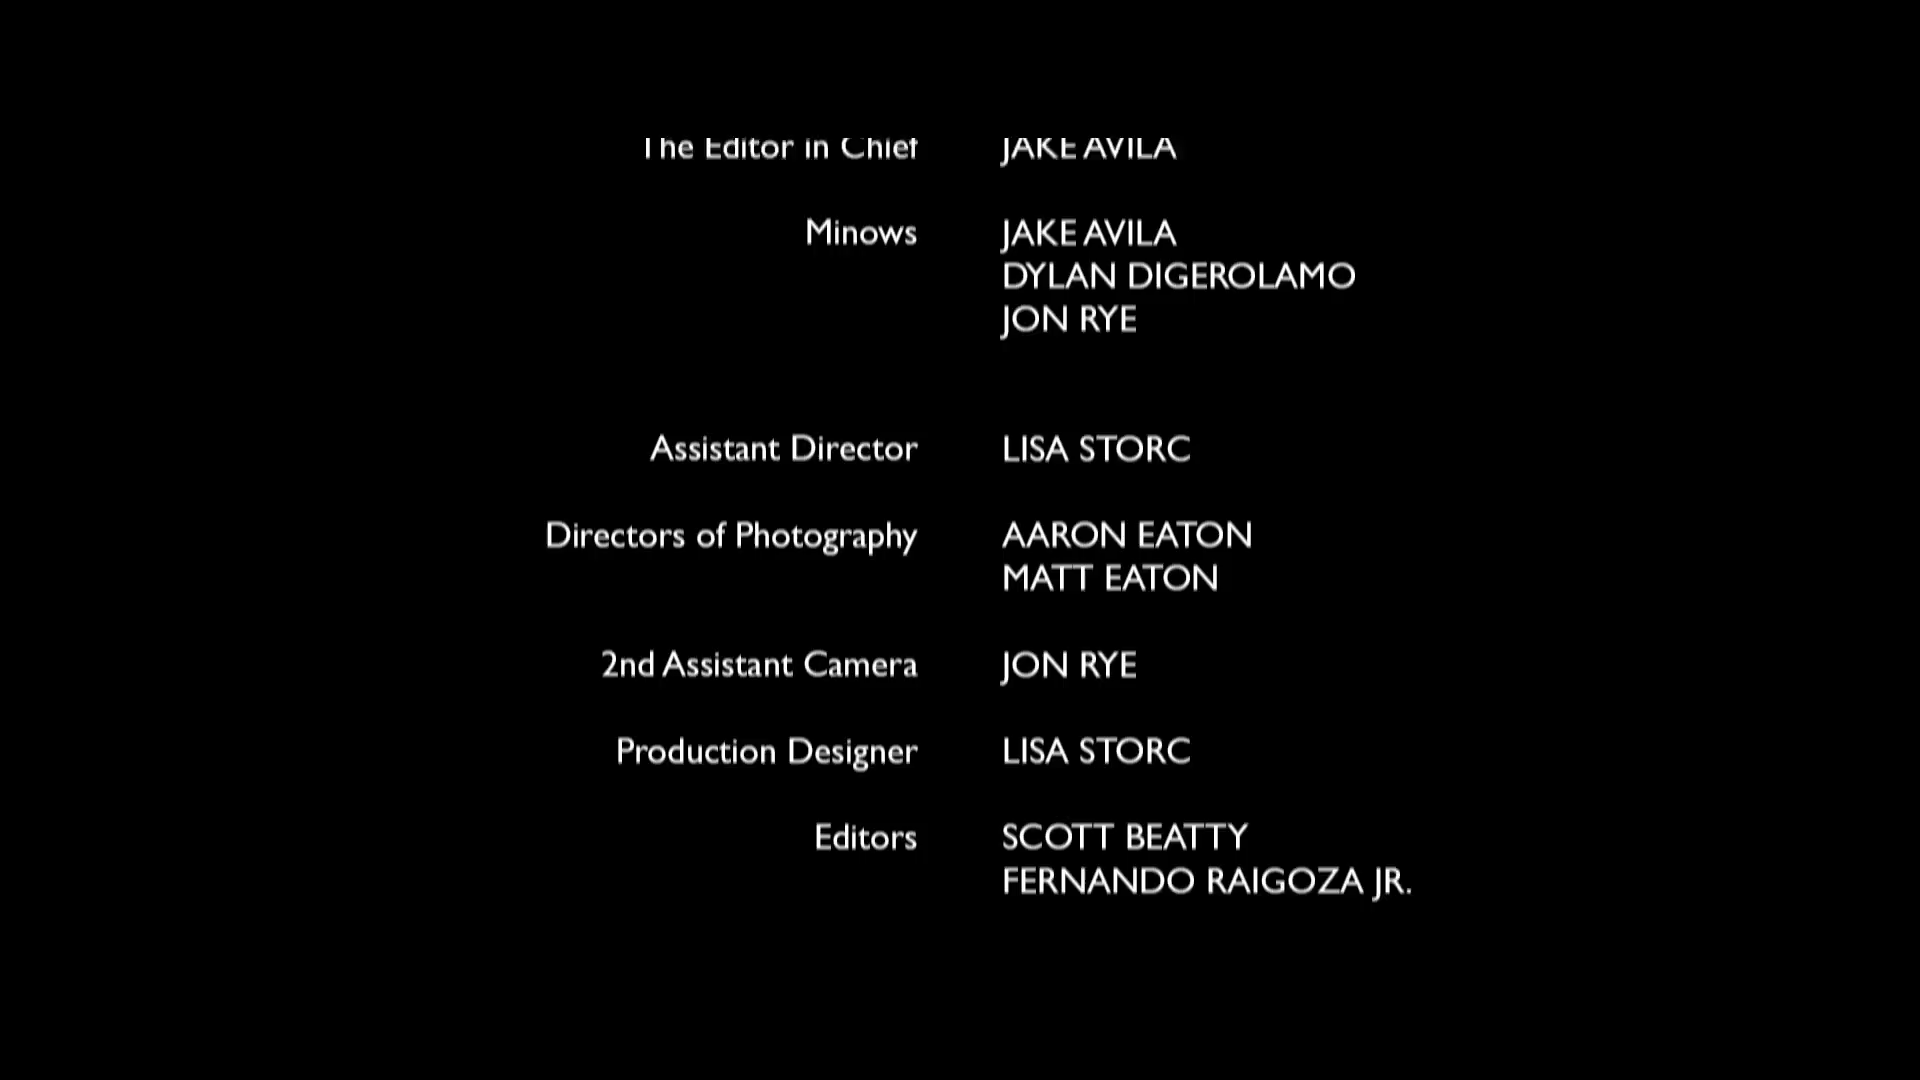 The Editor in Chief JAKE AVILA
Minows JAKE AVILA
DYLAN DIGEROLAMO
JON RYE
Assistant Director LISA STORC
Directors of Photography AARON EATON
MATT EATON
2nd Assistant Camera JON RYE
Production Designer LISA STORC
Editors SCOTT BEATTY
FERNANDO RAIGOZA JR.